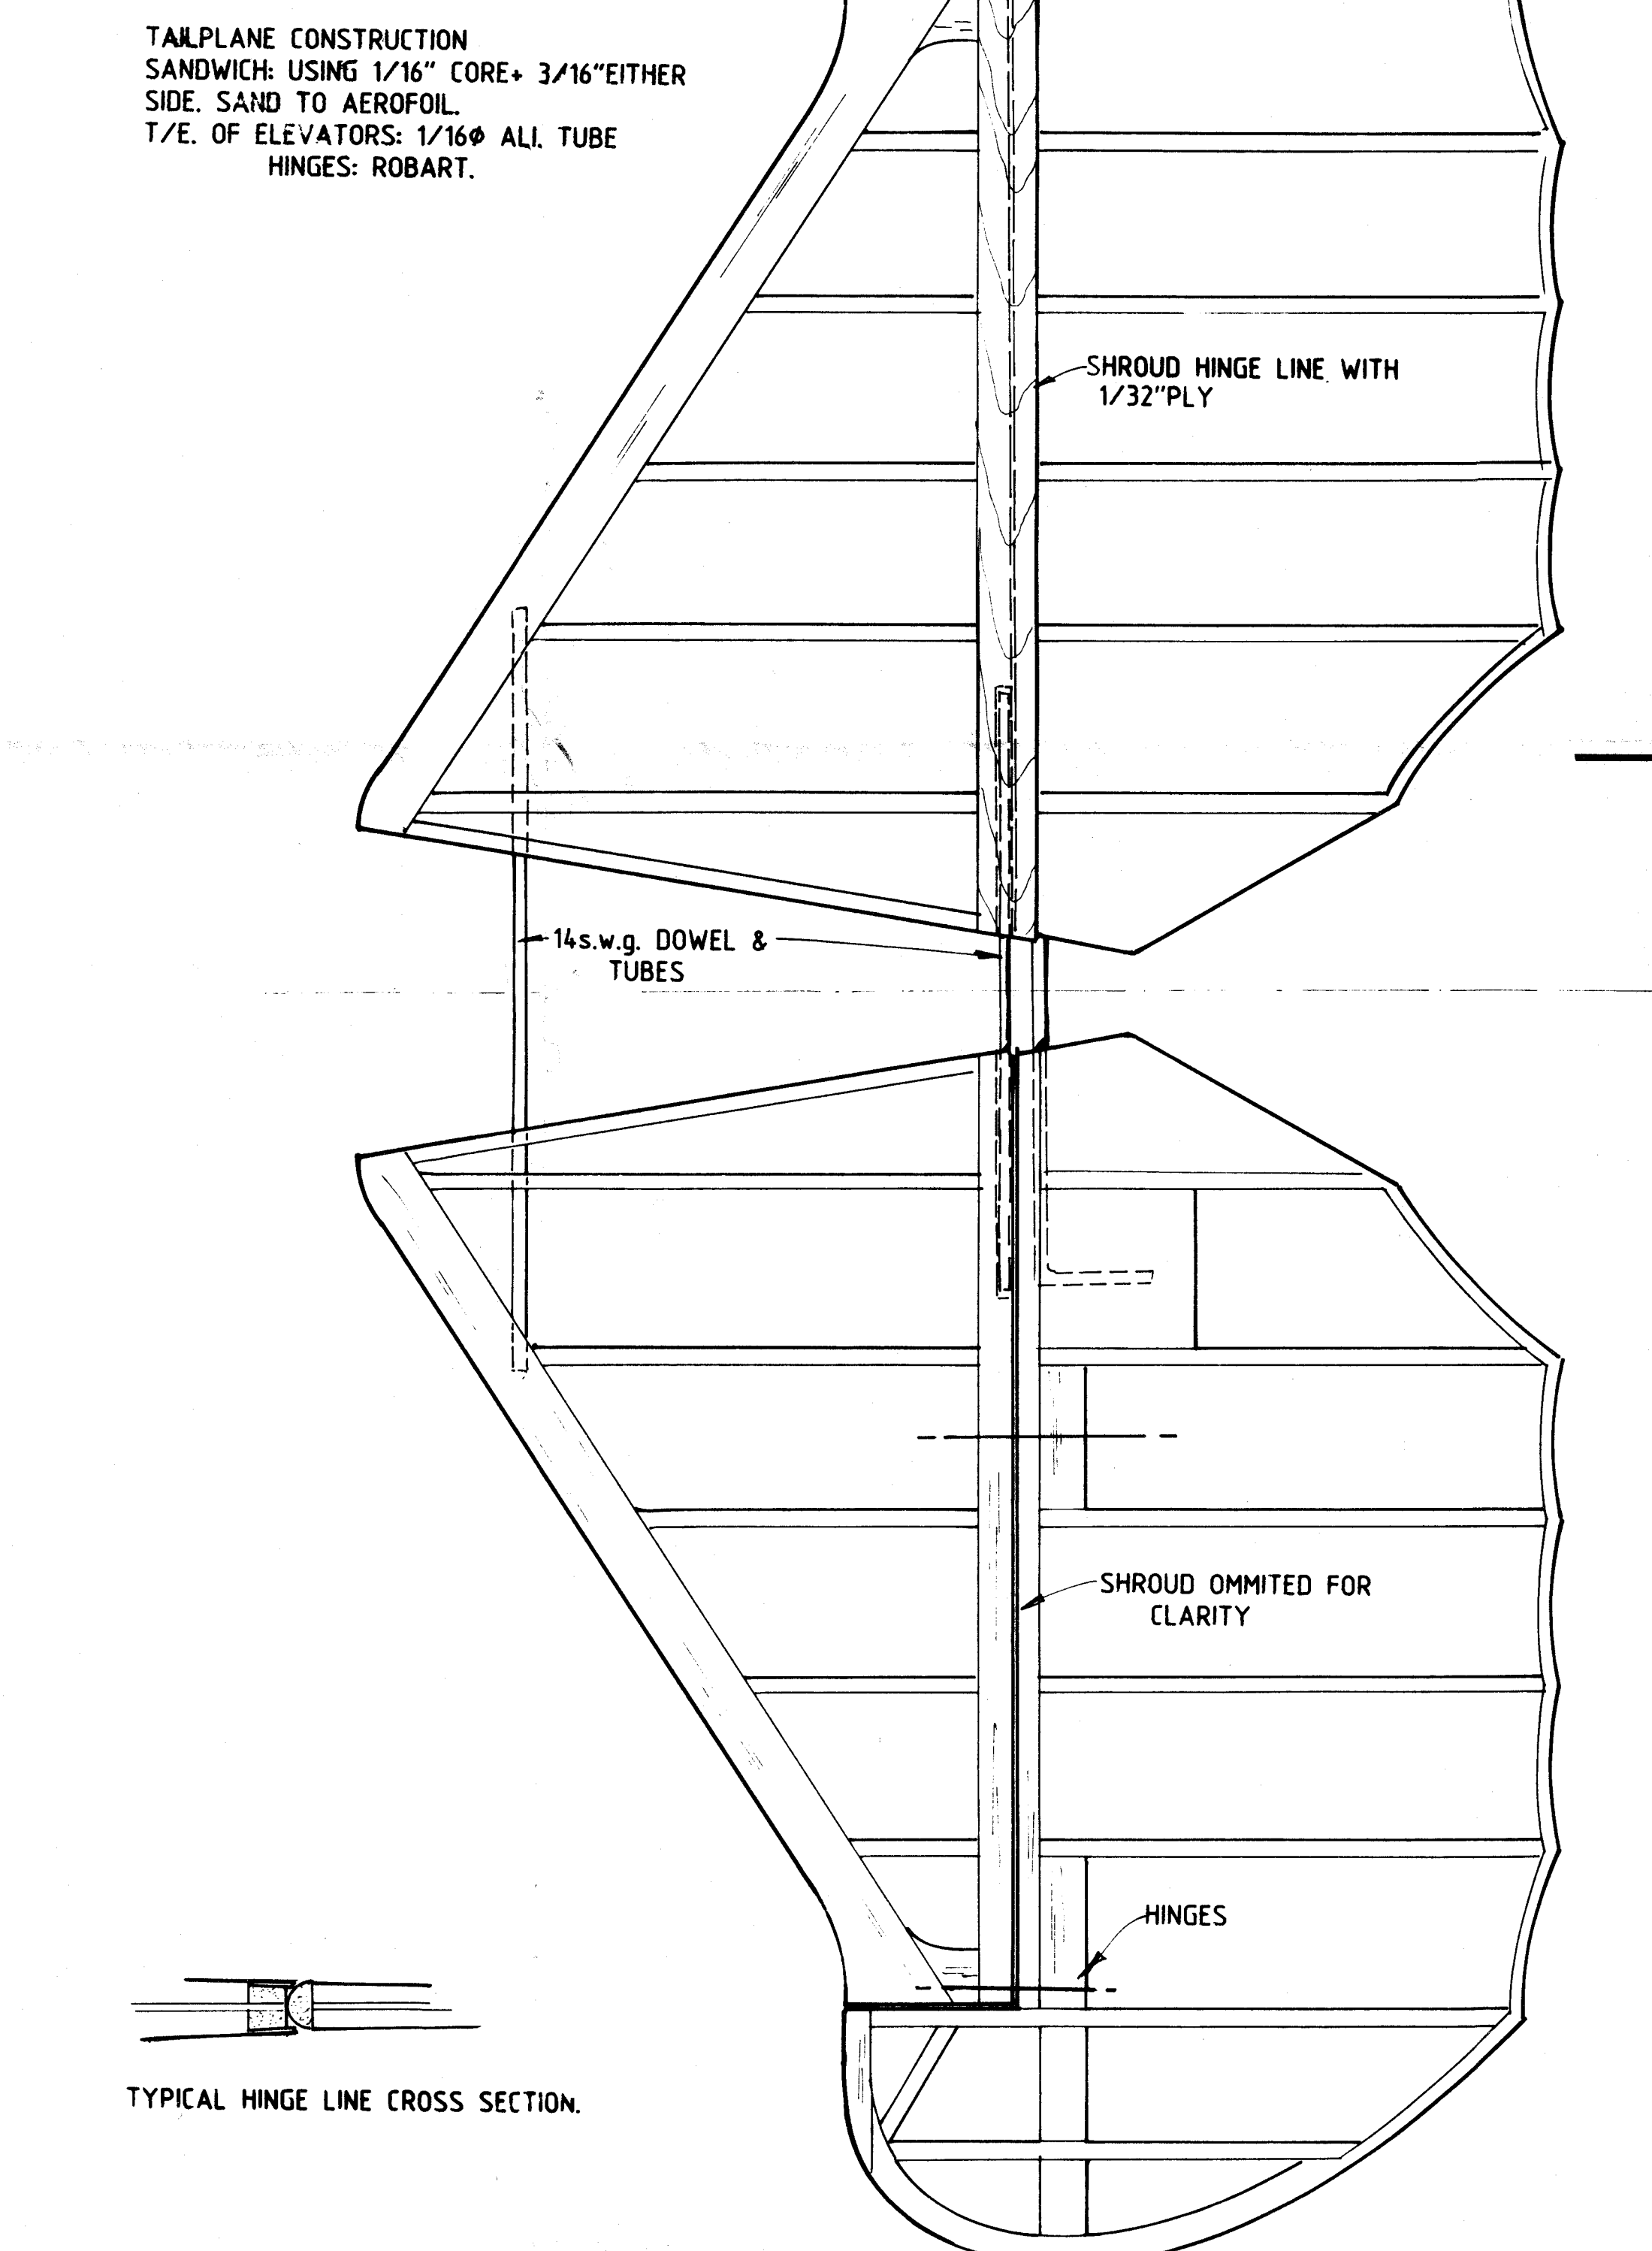 TAILPLANE CONSTRUCTION
SANDWICH: USING 1/16" CORE+ 3/16"EITHER
SIDE. SAND TO AEROFOIL.
T/E. OF ELEVATORS: 1/16ø ALI. TUBE
HINGES: ROBART.
SHROUD HINGE LINE WITH
1/32"PLY
14s.w.g. DOWEL &
TUBES
SHROUD OMMITED FOR
CLARITY
HINGES
TYPICAL HINGE LINE CROSS SECTION.